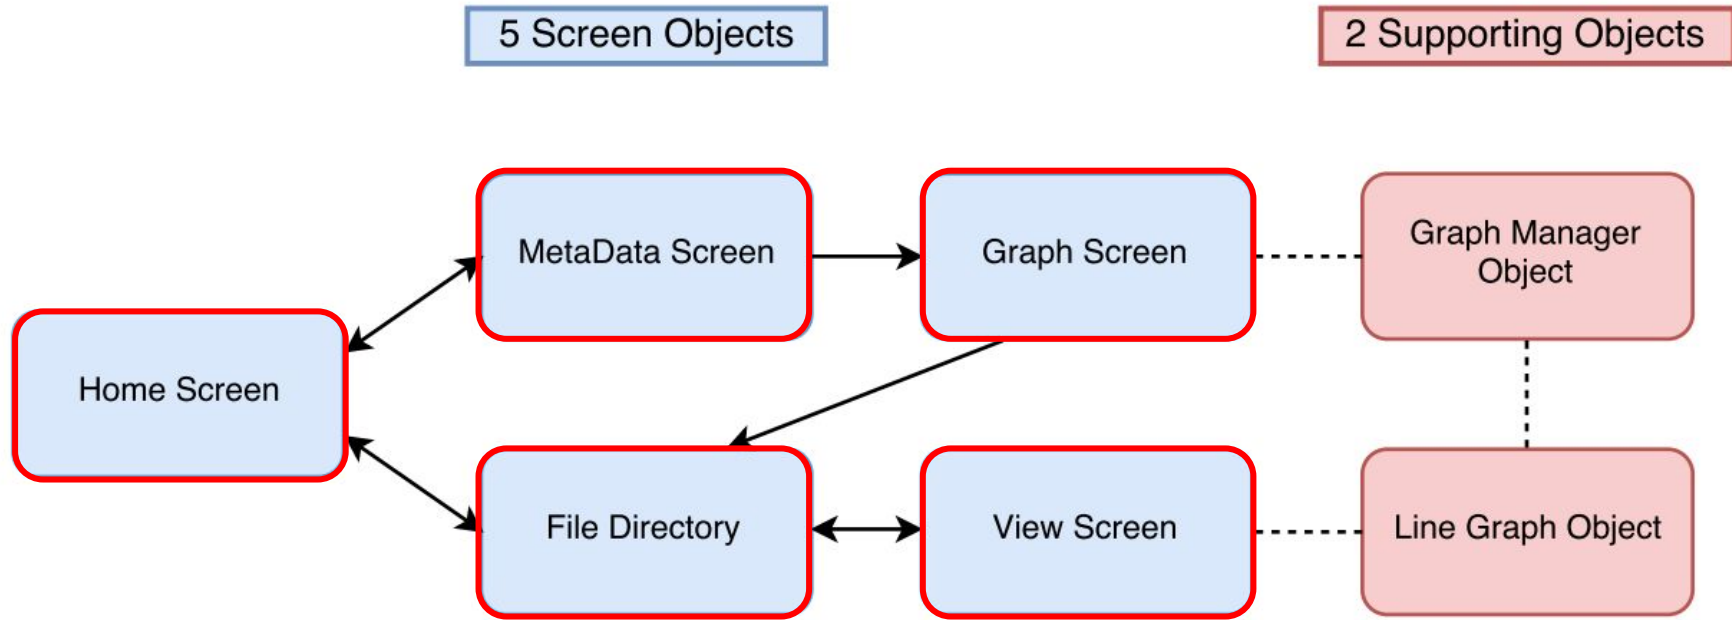 5 Screen Objects
2 Supporting Objects
MetaData Screen
Graph Screen
Graph Manager
Object
Home Screen
File Directory
View Screen
Line Graph Object